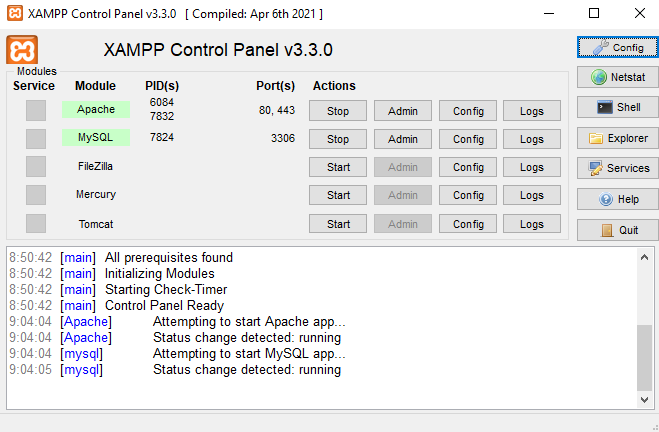 XAMPP Control Panel v3.3.0 [ Compiled: Apr 6th 2021 ]
XAMPP Control Panel v3.3.0
Config
Modules
Service Module PID(s) Port(s) Actions
Netstat
Apache 6084 7832 80, 443 Stop Admin Config Logs
Shell
MySQL 7824 3306 Stop Admin Config Logs
Explorer
FileZilla Start Admin Config Logs
Services
Mercury Start Admin Config Logs
Help
Tomcat Start Admin Config Logs
Quit
8:50:42 [main] All prerequisites found
8:50:42 [main] Initializing Modules
8:50:42 [main] Starting Check-Timer
8:50:42 [main] Control Panel Ready
9:04:04 [Apache] Attempting to start Apache app...
9:04:04 [Apache] Status change detected: running
9:04:04 [mysql] Attempting to start MySQL app...
9:04:05 [mysql] Status change detected: running